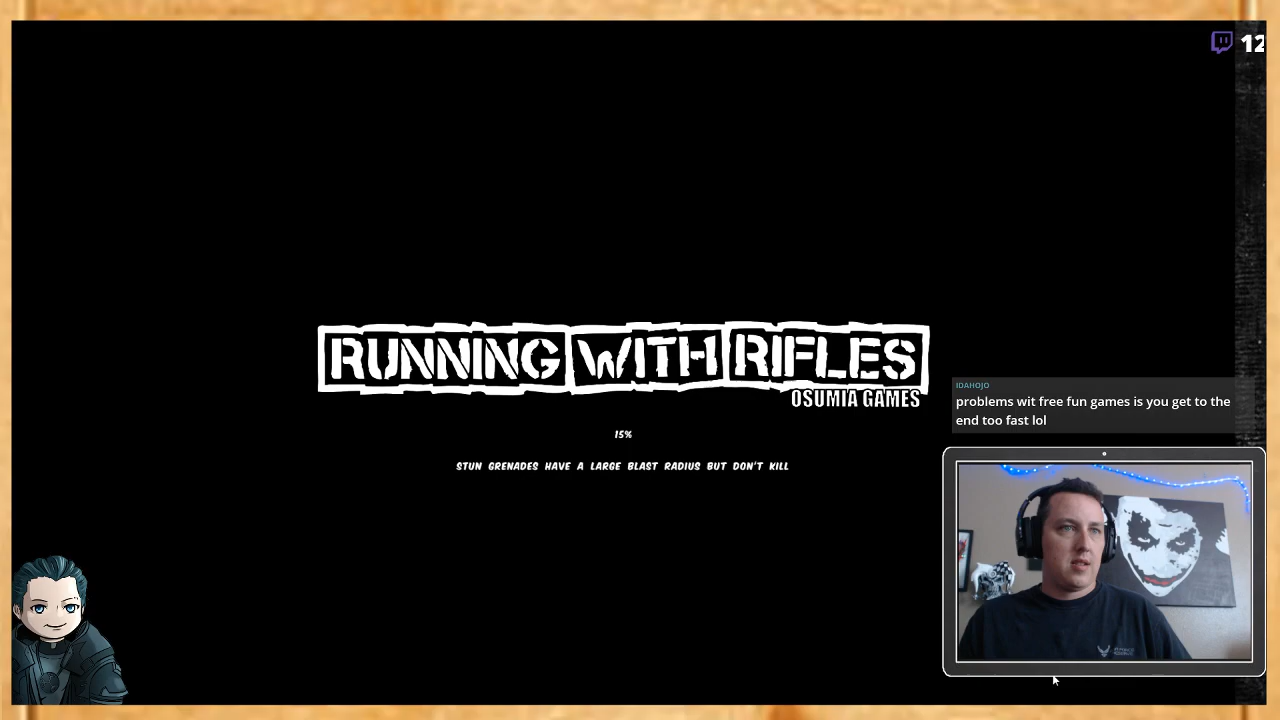 12
RUNNING WITH RIFLES
OSUMIA GAMES
15%
STUN GRENADES HAVE A LARGE BLAST RADIUS BUT DON'T KILL
IDAHOJO
problems wit free fun games is you get to the
end too fast lol